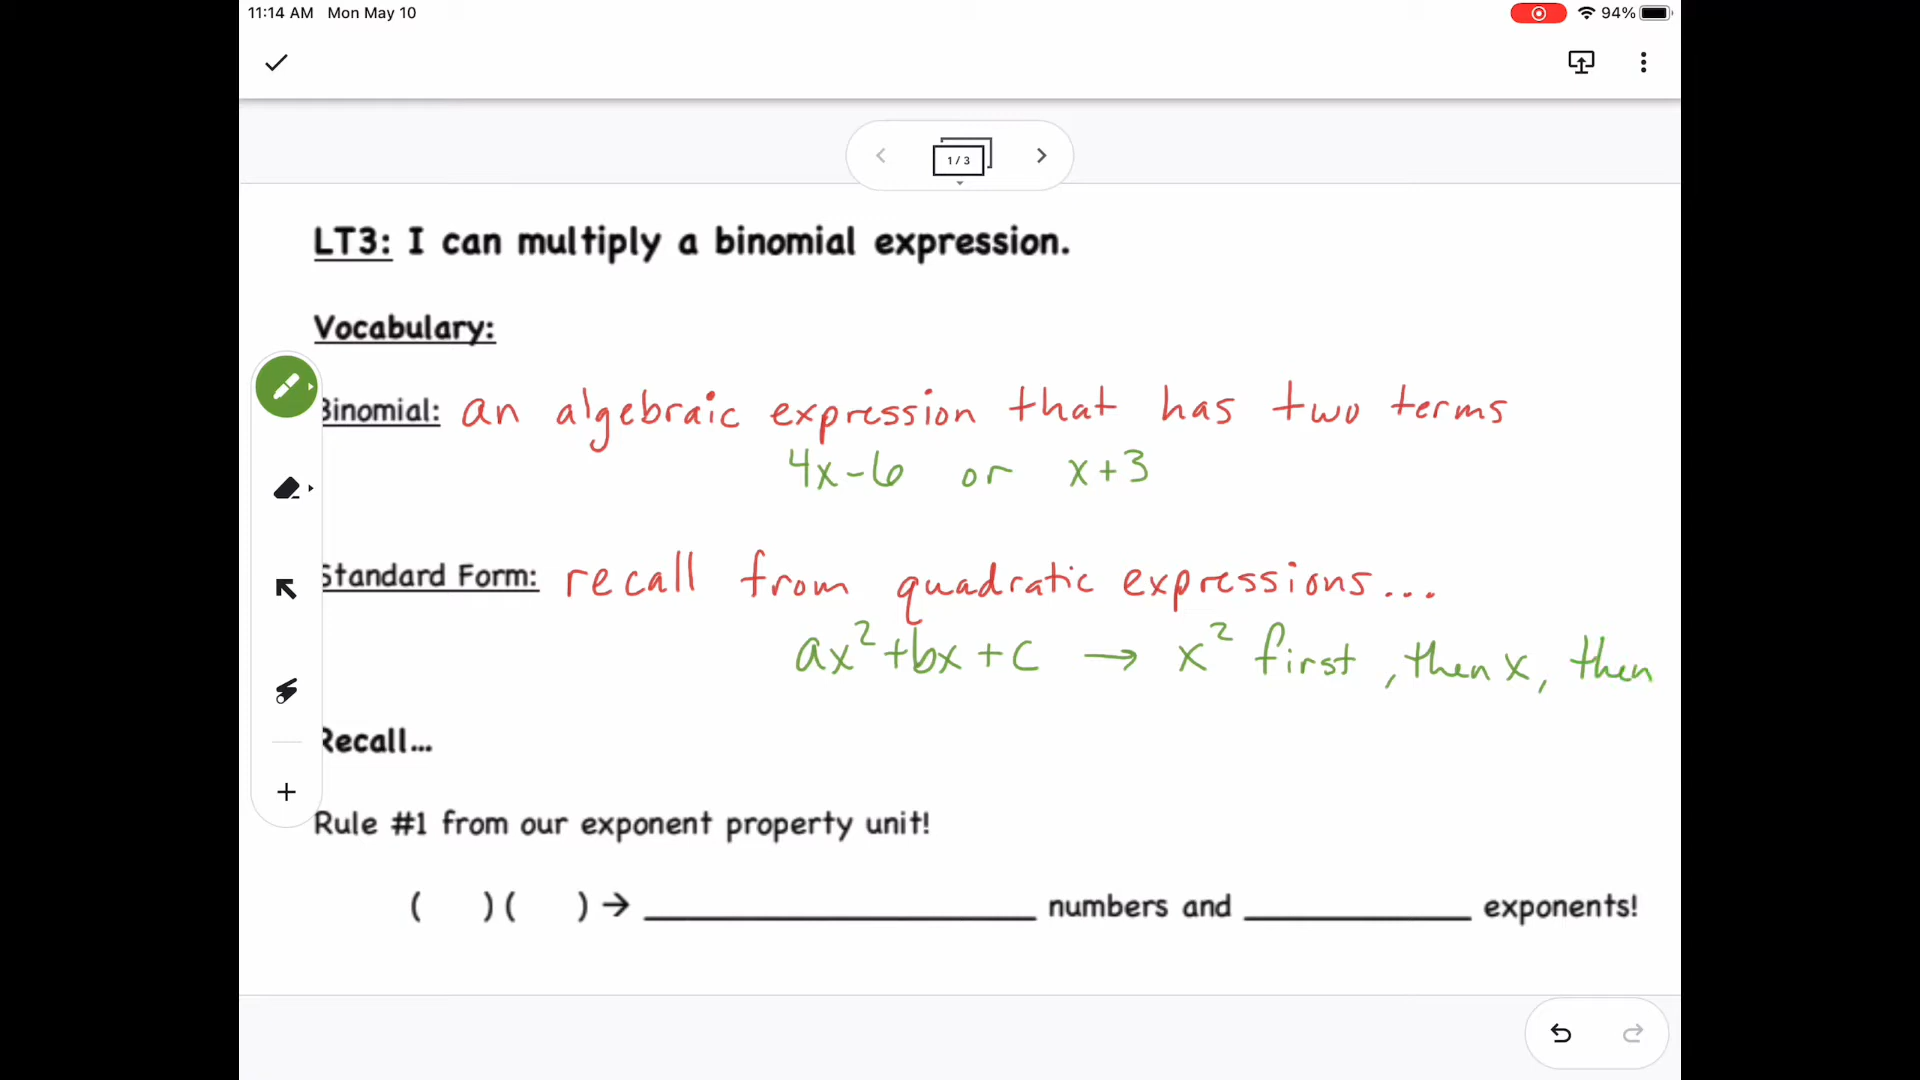 11:14 AM Mon May 10
94%
1 / 3
LT3: I can multiply a binomial expression.
Vocabulary:
Binomial: an algebraic expression that has two terms
4x-6 or x+3
Standard Form: recall from quadratic expressions...
ax²+bx+c → x² first, then x, then
Recall...
Rule #1 from our exponent property unit!
( )( ) → ____________________ numbers and ____________ exponents!